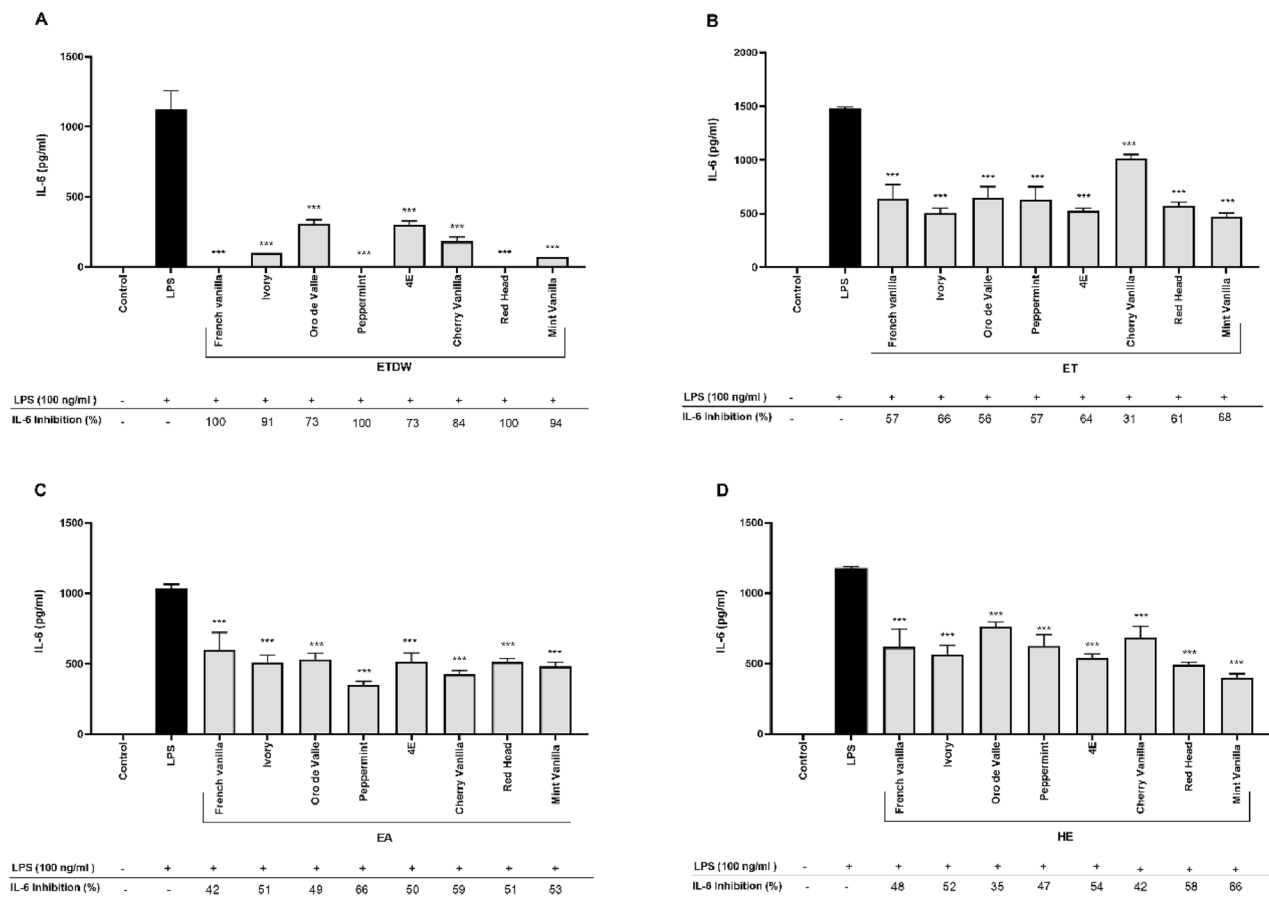 A
IL-6 (pg/ml)
1500
1000
500
0
***
***
***
***
***
***
***
***
Control
LPS
French vanilla
Ivory
Oro de Valle
Peppermint
4E
Cherry Vanilla
Red Head
Mint Vanilla
ETDW
LPS (100 ng/ml ) - + + + + + + + + +
IL-6 Inhibition (%) - - 100 91 73 100 73 84 100 94
B
IL-6 (pg/ml)
2000
1500
1000
500
0
***
***
***
***
***
***
***
***
Control
LPS
French vanilla
Ivory
Oro de Valle
Peppermint
4E
Cherry Vanilla
Red Head
Mint Vanilla
ET
LPS (100 ng/ml ) - + + + + + + + + +
IL-6 Inhibition (%) - - 57 66 56 57 64 31 61 68
C
IL-6 (pg/ml)
1500
1000
500
0
***
***
***
***
***
***
***
***
Control
LPS
French vanilla
Ivory
Oro de Valle
Peppermint
4E
Cherry Vanilla
Red Head
Mint Vanilla
EA
LPS (100 ng/ml ) - + + + + + + + + +
IL-6 Inhibition (%) - - 42 51 49 66 50 59 51 53
D
IL-6 (pg/ml)
1500
1000
500
0
***
***
***
***
***
***
***
***
Control
LPS
French vanilla
Ivory
Oro de Valle
Peppermint
4E
Cherry Vanilla
Red Head
Mint Vanilla
HE
LPS (100 ng/ml ) - + + + + + + + + +
IL-6 Inhibition (%) - - 48 52 35 47 54 42 58 66